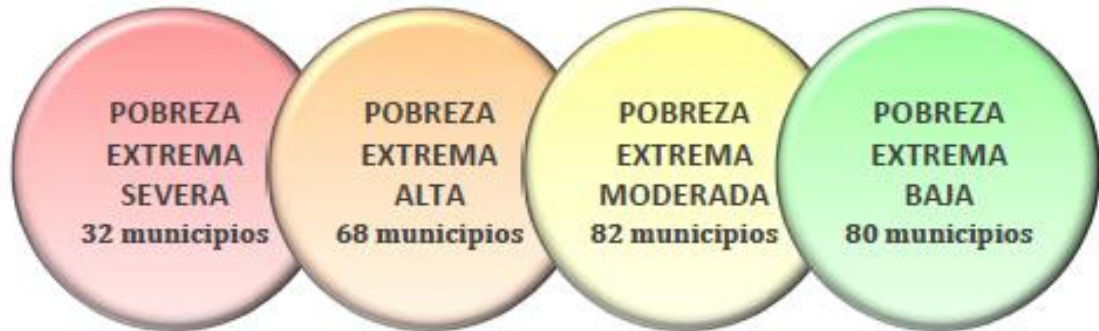 POBREZA
EXTREMA
SEVERA
32 municipios
POBREZA
EXTREMA
ALTA
68 municipios
POBREZA
EXTREMA
MODERADA
82 municipios
POBREZA
EXTREMA
BAJA
80 municipios